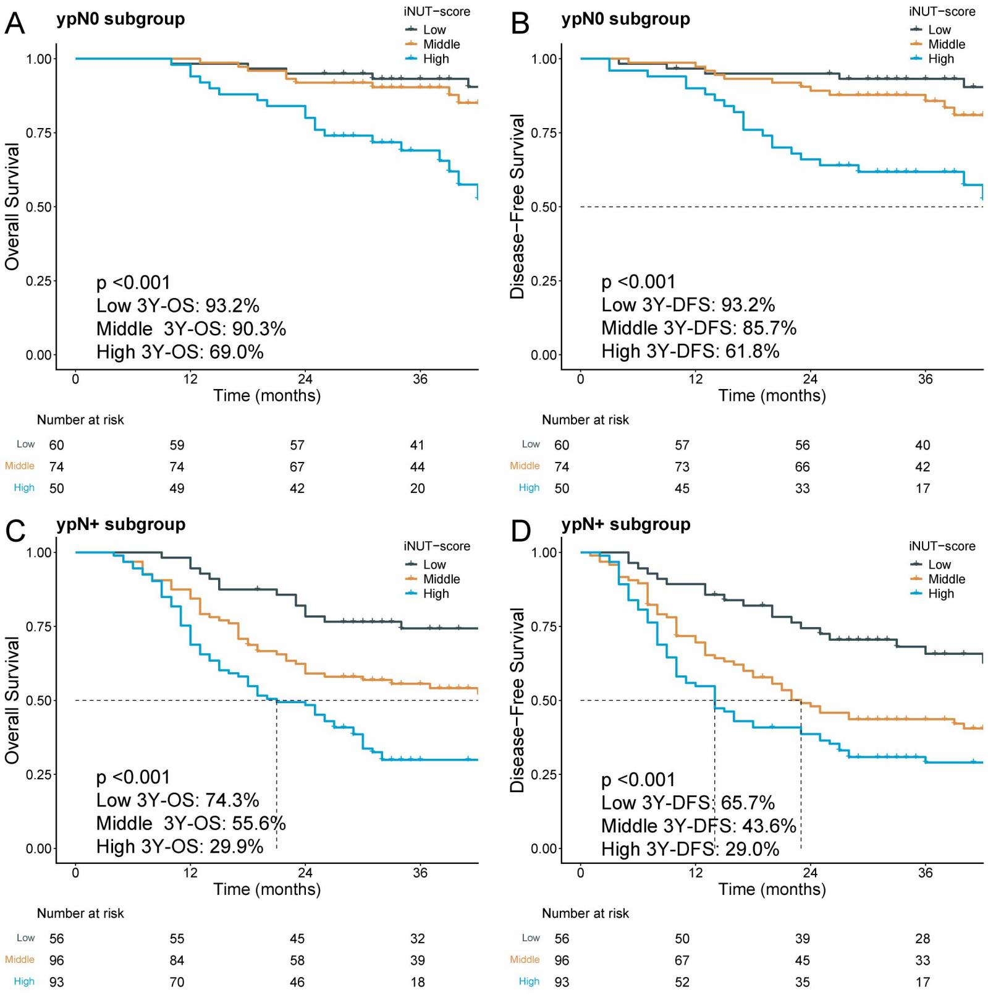 A ypN0 subgroup
iNUT−score
Low
Middle
High
Overall Survival
1.00
0.75
0.50
0.25
0.00
p <0.001
Low 3Y-OS: 93.2%
Middle  3Y-OS: 90.3%
High 3Y-OS: 69.0%
0 12 24 36
Time (months)
Number at risk
Low 60 59 57 41
Middle 74 74 67 44
High 50 49 42 20
B ypN0 subgroup
iNUT−score
Low
Middle
High
Disease−Free Survival
1.00
0.75
0.50
0.25
0.00
p <0.001
Low 3Y-DFS: 93.2%
Middle 3Y-DFS: 85.7%
High 3Y-DFS: 61.8%
0 12 24 36
Time (months)
Number at risk
Low 60 57 56 40
Middle 74 73 66 42
High 50 45 33 17
C ypN+ subgroup
iNUT−score
Low
Middle
High
Overall Survival
1.00
0.75
0.50
0.25
0.00
p <0.001
Low 3Y-OS: 74.3%
Middle  3Y-OS: 55.6%
High 3Y-OS: 29.9%
0 12 24 36
Time (months)
Number at risk
Low 56 55 45 32
Middle 96 84 58 39
High 93 70 46 18
D ypN+ subgroup
iNUT−score
Low
Middle
High
Disease−Free Survival
1.00
0.75
0.50
0.25
0.00
p <0.001
Low 3Y-DFS: 65.7%
Middle 3Y-DFS: 43.6%
High 3Y-DFS: 29.0%
0 12 24 36
Time (months)
Number at risk
Low 56 50 39 28
Middle 96 67 45 33
High 93 52 35 17